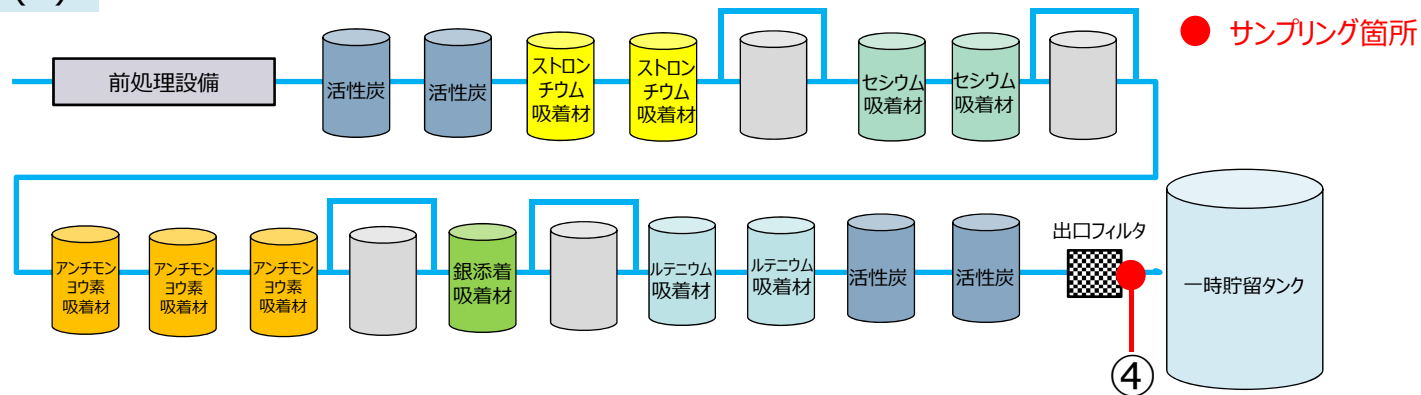 サンプリング箇所
前処理設備
活性炭
活性炭
ストロン
チウム
吸着材
ストロン
チウム
吸着材
セシウム
吸着材
セシウム
吸着材
アンチモン
ヨウ素
吸着材
アンチモン
ヨウ素
吸着材
アンチモン
ヨウ素
吸着材
銀添着
吸着材
ルテニウム
吸着材
ルテニウム
吸着材
活性炭
活性炭
出口フィルタ
一時貯留タンク
④